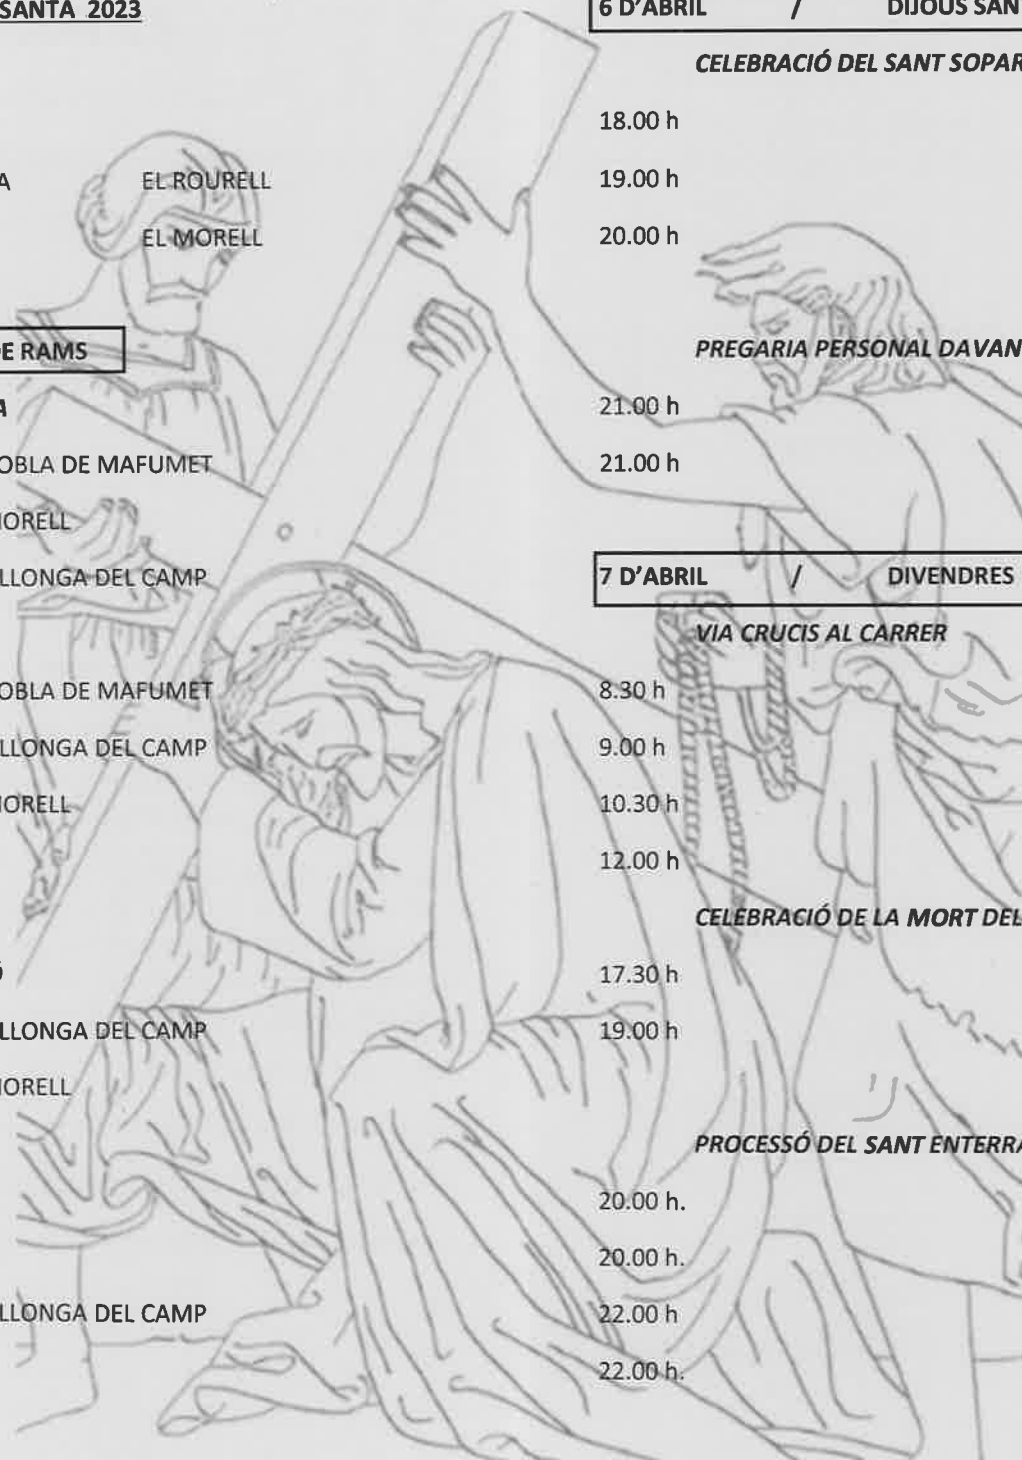 SANTA 2023
A EL ROURELL
EL MORELL
E RAMS
A
OBLA DE MAFUMET
MORELL
LLONGA DEL CAMP
OBLA DE MAFUMET
LLONGA DEL CAMP
MORELL
Ó
LLONGA DEL CAMP
MORELL
LLONGA DEL CAMP
6 D'ABRIL / DIJOUS SAN
CELEBRACIÓ DEL SANT SOPAR
18.00 h
19.00 h
20.00 h
PREGARIA PERSONAL DAVAN
21.00 h
21.00 h
7 D'ABRIL / DIVENDRES
VIA CRUCIS AL CARRER
8.30 h
9.00 h
10.30 h
12.00 h
CELEBRACIÓ DE LA MORT DEL
17.30 h
19.00 h
PROCESSÓ DEL SANT ENTERRA
20.00 h.
20.00 h.
22.00 h
22.00 h.